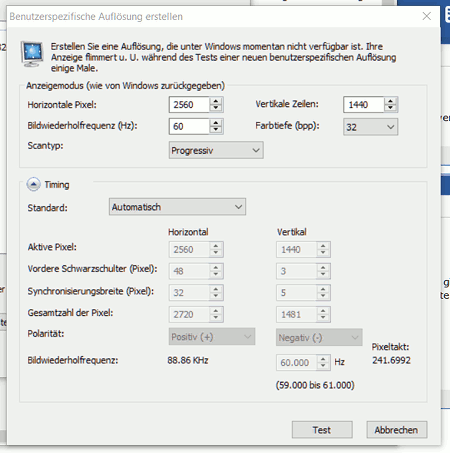 Benutzerspezifische Auflösung erstellen
Erstellen Sie eine Auflösung, die unter Windows momentan nicht verfügbar ist. Ihre
Anzeige flimmert u. U. während des Tests einer neuen benutzerspezifischen Auflösung
einige Male.
Anzeigemodus (wie von Windows zurückgegeben)
Horizontale Pixel: 2560 Vertikale Zeilen: 1440
Bildwiederholfrequenz (Hz): 60 Farbtiefe (bpp): 32
Scantyp: Progressiv
Timing
Standard: Automatisch
Horizontal Vertikal
Aktive Pixel: 2560 1440
Vordere Schwarzschulter (Pixel): 48 3
Synchronisierungsbreite (Pixel): 32 5
Gesamtzahl der Pixel: 2720 1481
Polarität: Positiv (+) Negativ (-)
Pixeltakt:
Bildwiederholfrequenz: 88.86 KHz 60.000 Hz 241.6992
(59.000 bis 61.000)
Test Abbrechen